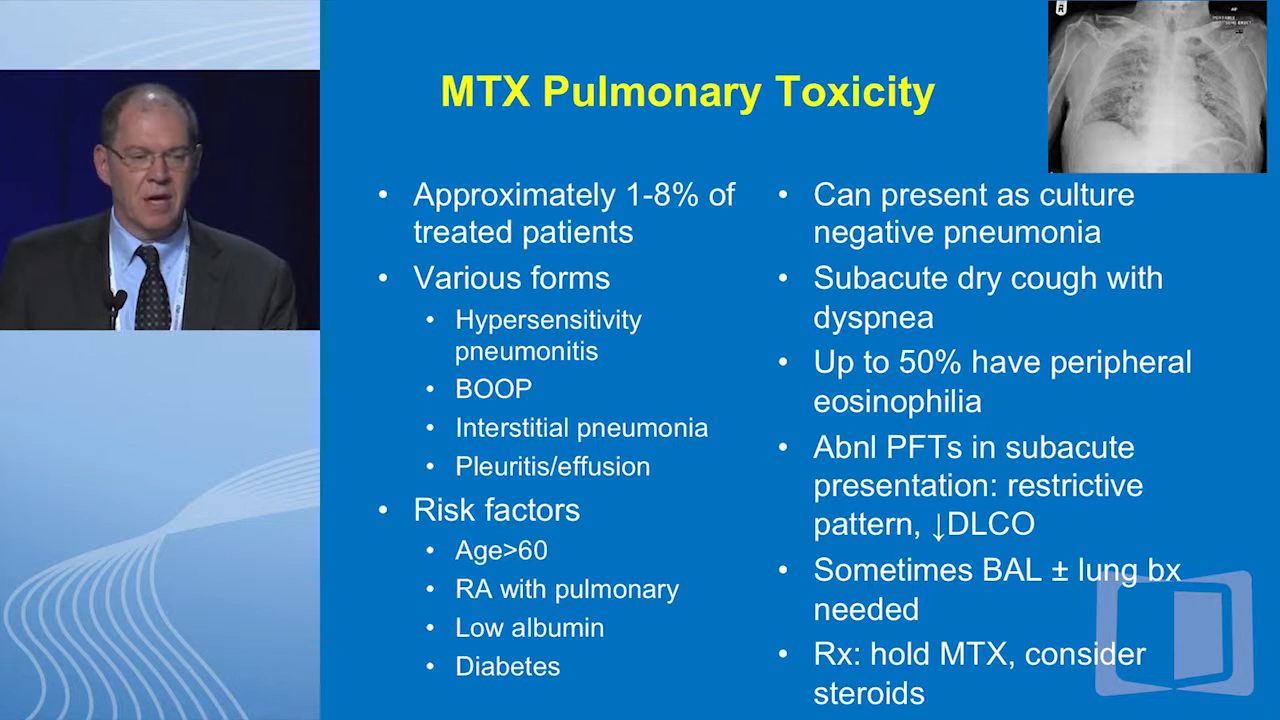 MTX Pulmonary Toxicity
R
AP
• Approximately 1-8% of
treated patients
• Various forms
• Hypersensitivity
pneumonitis
• BOOP
• Interstitial pneumonia
• Pleuritis/effusion
• Risk factors
• Age>60
• RA with pulmonary
• Low albumin
• Diabetes
• Can present as culture
negative pneumonia
• Subacute dry cough with
dyspnea
• Up to 50% have peripheral
eosinophilia
• Abnl PFTs in subacute
presentation: restrictive
pattern, ↓DLCO
• Sometimes BAL ± lung bx
needed
• Rx: hold MTX, consider
steroids